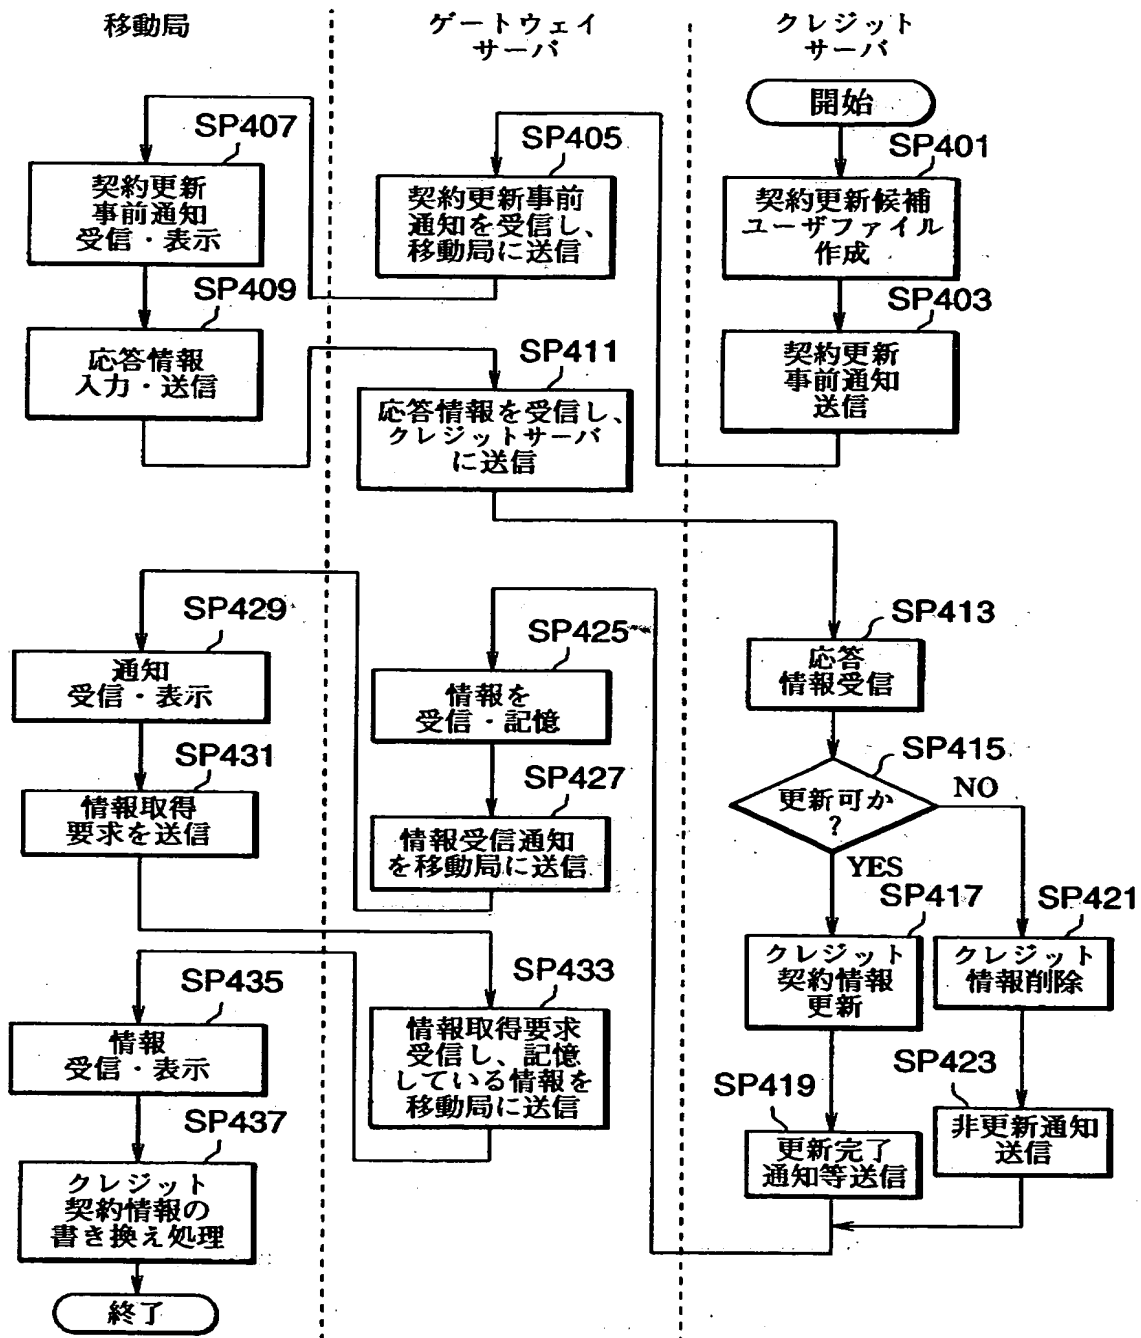 移動局
ゲートウェイ
サーバ
クレジット
サーバ
開始
SP401
契約更新候補
ユーザファイル
作成
SP403
契約更新
事前通知
送信
SP405
契約更新事前
通知を受信し、
移動局に送信
SP407
契約更新
事前通知
受信・表示
SP409
応答情報
入力・送信
SP411
応答情報を受信し、
クレジットサーバ
に送信
SP413
応答
情報受信
SP415
更新可か
?
NO
YES
SP417
クレジット
契約情報
更新
SP419
更新完了
通知等送信
SP421
クレジット
情報削除
SP423
非更新通知
送信
SP425
情報を
受信・記憶
SP427
情報受信通知
を移動局に送信
SP429
通知
受信・表示
SP431
情報取得
要求を送信
SP433
情報取得要求
受信し、記憶
している情報を
移動局に送信
SP435
情報
受信・表示
SP437
クレジット
契約情報の
書き換え処理
終了